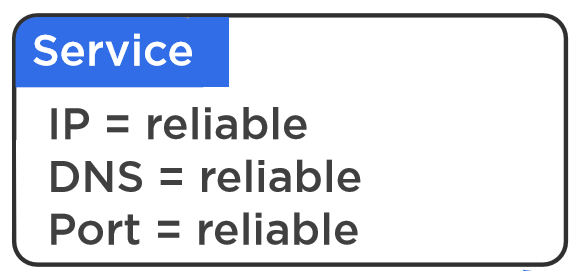 Service
IP = reliable
DNS = reliable
Port = reliable